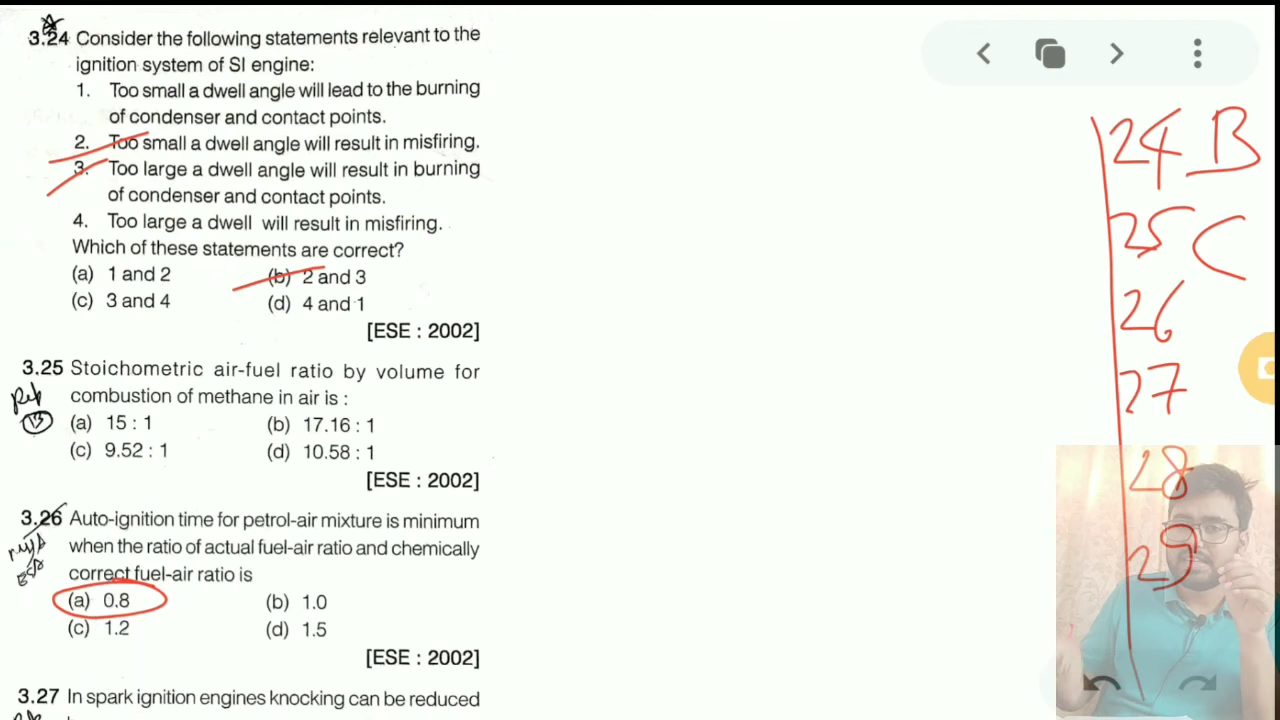 3.24 Consider the following statements relevant to the
ignition system of SI engine:
1. Too small a dwell angle will lead to the burning
of condenser and contact points.
2. Too small a dwell angle will result in misfiring.
3. Too large a dwell angle will result in burning
of condenser and contact points.
4. Too large a dwell will result in misfiring.
Which of these statements are correct?
(a) 1 and 2 (b) 2 and 3
(c) 3 and 4 (d) 4 and 1
[ESE : 2002]
3.25 Stoichometric air-fuel ratio by volume for
combustion of methane in air is :
(a) 15 : 1 (b) 17.16 : 1
(c) 9.52 : 1 (d) 10.58 : 1
[ESE : 2002]
3.26 Auto-ignition time for petrol-air mixture is minimum
when the ratio of actual fuel-air ratio and chemically
correct fuel-air ratio is
(a) 0.8 (b) 1.0
(c) 1.2 (d) 1.5
[ESE : 2002]
3.27 In spark ignition engines knocking can be reduced
24 B
25 C
26
27
28
29